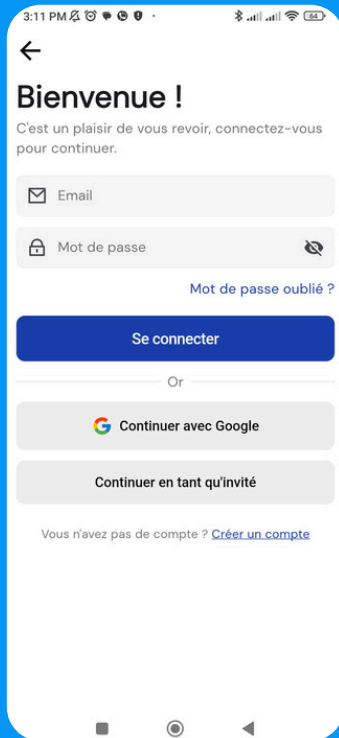 3:11 PM
64
Bienvenue !
C'est un plaisir de vous revoir, connectez-vous
pour continuer.
Email
Mot de passe
Mot de passe oublié ?
Se connecter
Or
Continuer avec Google
Continuer en tant qu'invité
Vous n'avez pas de compte ? Créer un compte